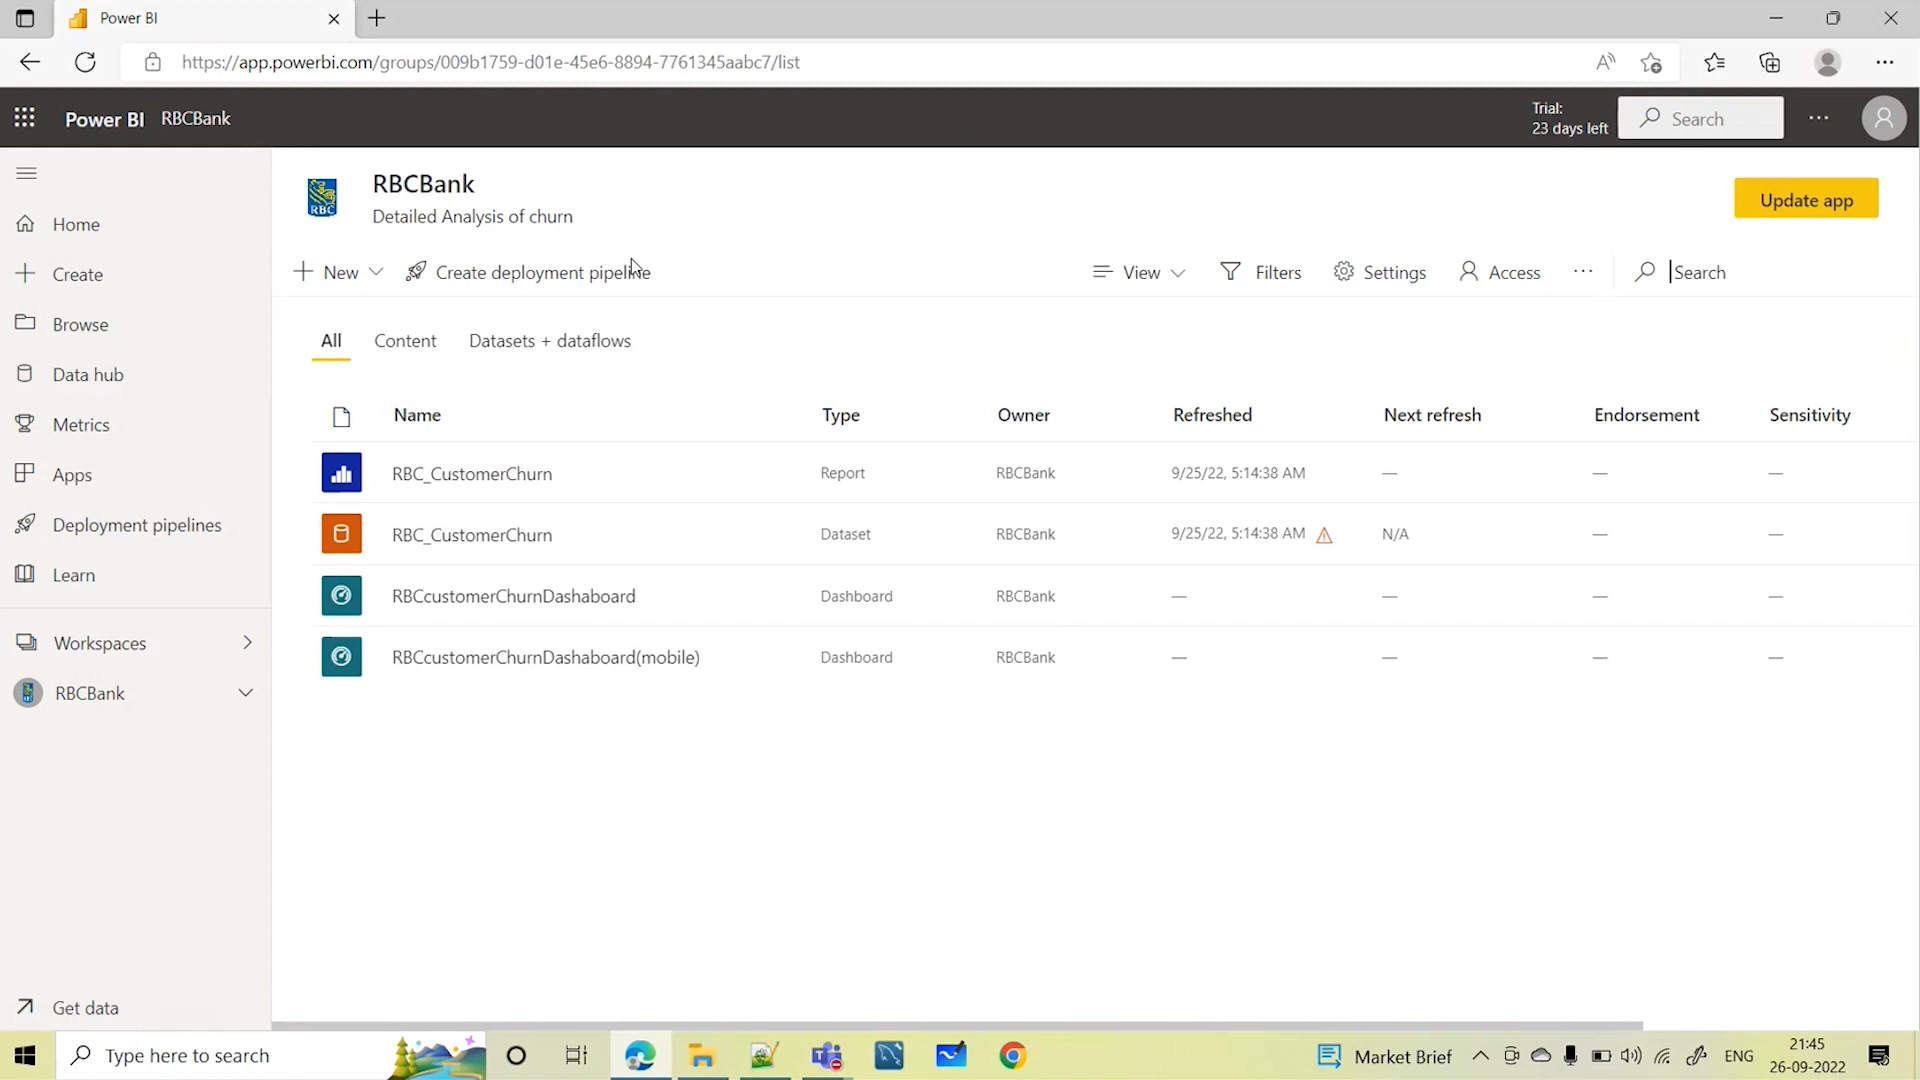 Power BI
https://app.powerbi.com/groups/009b1759-d01e-45e6-8894-7761345aabc7/list
Power BI RBCBank
Trial:
23 days left
Search
RBC
RBCBank
Detailed Analysis of churn
Update app
New
Create deployment pipeline
View
Filters
Settings
Access
Search
Home
Create
Browse
Data hub
Metrics
Apps
Deployment pipelines
Learn
Workspaces
RBCBank
Get data
All Content Datasets + dataflows
Name Type Owner Refreshed Next refresh Endorsement Sensitivity
RBC_CustomerChurn Report RBCBank 9/25/22, 5:14:38 AM — — —
RBC_CustomerChurn Dataset RBCBank 9/25/22, 5:14:38 AM N/A — —
RBCcustomerChurnDashaboard Dashboard RBCBank — — — —
RBCcustomerChurnDashaboard(mobile) Dashboard RBCBank — — — —
Type here to search
Market Brief
ENG
21:45
26-09-2022